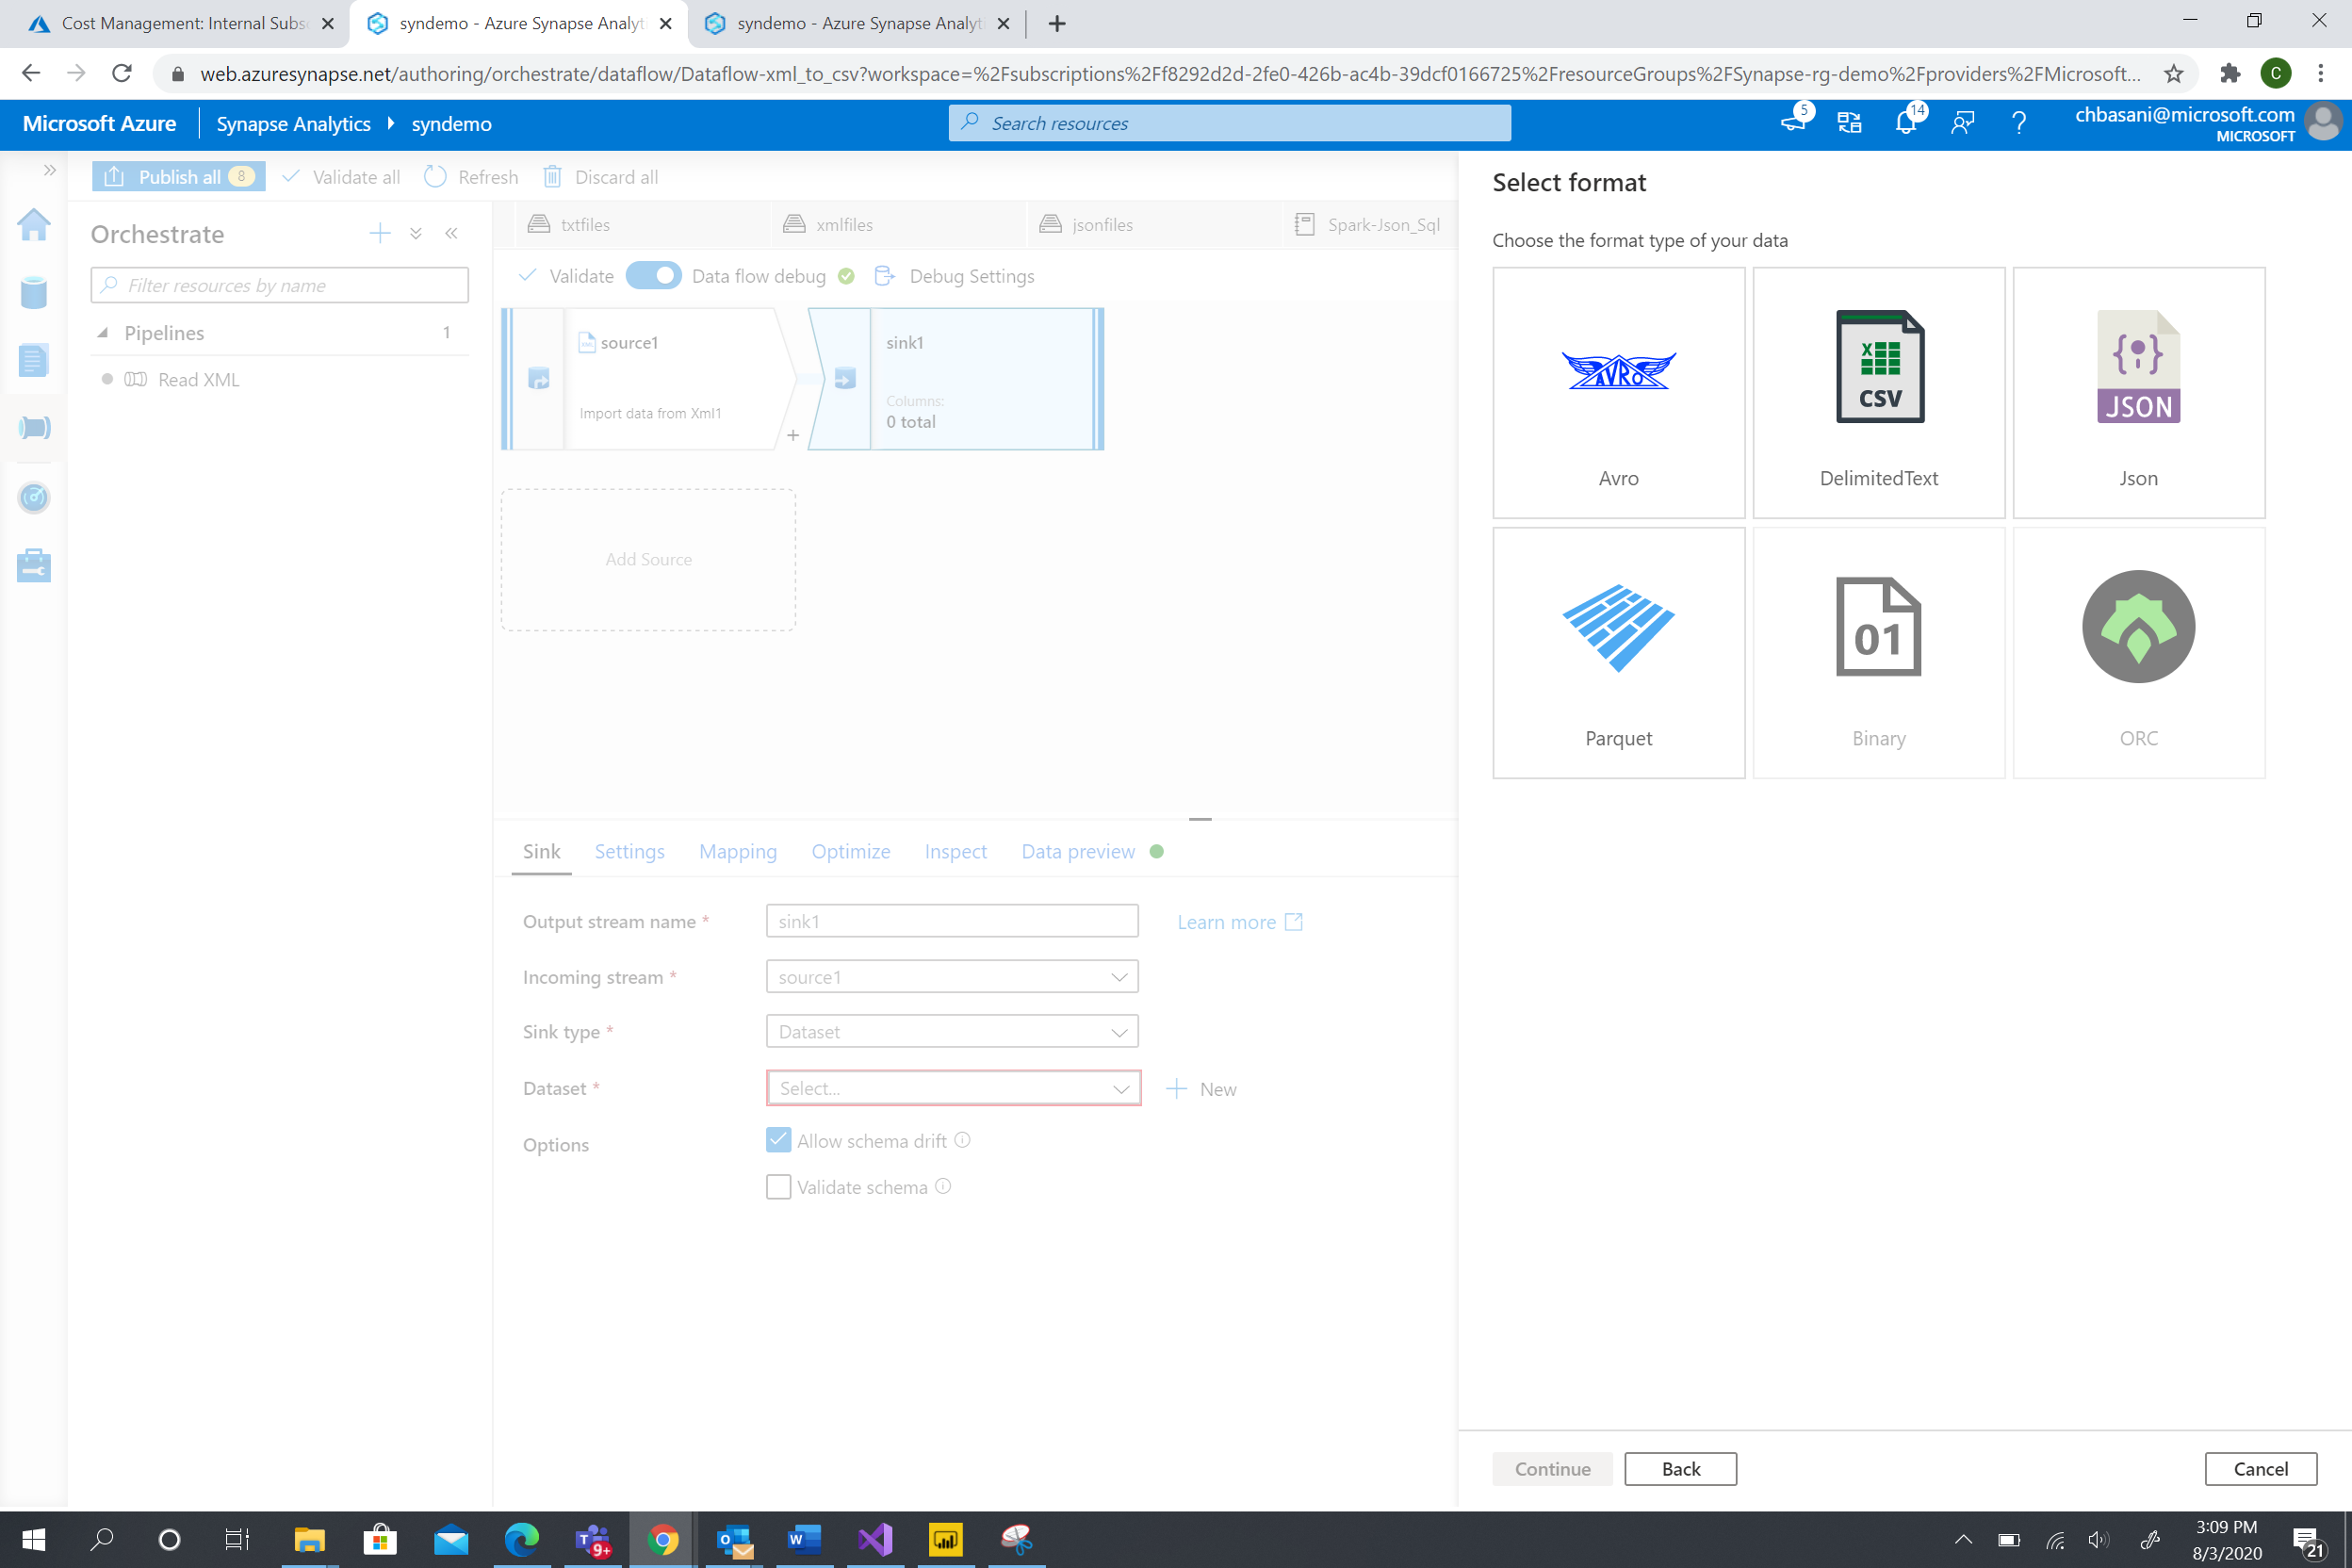 Cost Management: Internal Subs
syndemo - Azure Synapse Analyt
syndemo - Azure Synapse Analyt
web.azuresynapse.net/authoring/orchestrate/dataflow/Dataflow-xml_to_csv?workspace=%2Fsubscriptions%2Ff8292d2d-2fe0-426b-ac4b-39dcf0166725%2FresourceGroups%2FSynapse-rg-demo%2Fproviders%2FMicrosoft...
C
Microsoft Azure
Synapse Analytics
syndemo
Search resources
5
14
chbasani@microsoft.com
MICROSOFT
Publish all 8
Validate all
Refresh
Discard all
Orchestrate
Filter resources by name
Pipelines 1
Read XML
txtfiles
xmlfiles
jsonfiles
Spark-Json_Sql
Validate
Data flow debug
Debug Settings
source1
Import data from Xml1
+
sink1
Columns:
0 total
Add Source
Sink
Settings
Mapping
Optimize
Inspect
Data preview
Output stream name *
sink1
Learn more
Incoming stream *
source1
Sink type *
Dataset
Dataset *
Select...
New
Options
Allow schema drift
Validate schema
Select format
Choose the format type of your data
AVRO
Avro
X
CSV
DelimitedText
JSON
Json
Parquet
01
Binary
ORC
Continue
Back
Cancel
T
9+
O
W
3:09 PM
8/3/2020
21